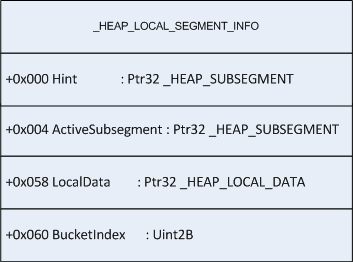 _HEAP_LOCAL_SEGMENT_INFO
+0x000 Hint : Ptr32 _HEAP_SUBSEGMENT
+0x004 ActiveSubsegment : Ptr32 _HEAP_SUBSEGMENT
+0x058 LocalData : Ptr32 _HEAP_LOCAL_DATA
+0x060 BucketIndex : Uint2B